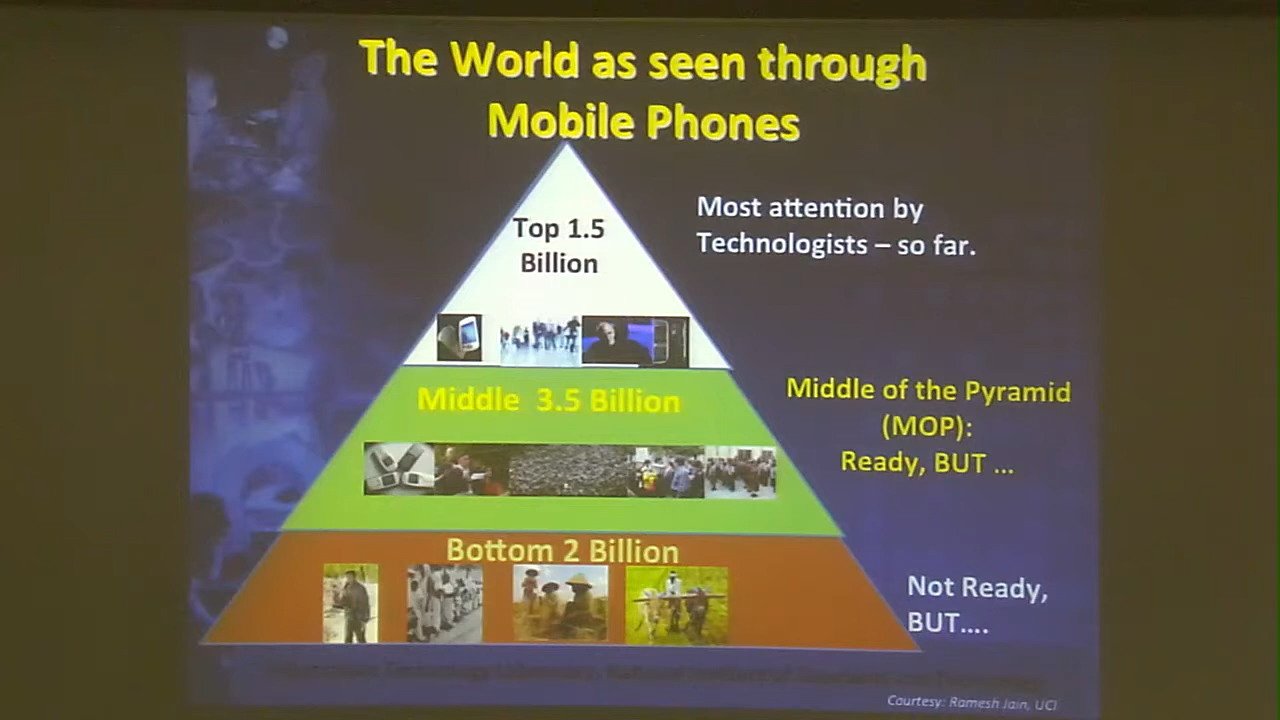 The World as seen through
Mobile Phones
Top 1.5
Billion
Most attention by
Technologists – so far.
Middle 3.5 Billion
Middle of the Pyramid
(MOP):
Ready, BUT ...
Bottom 2 Billion
Not Ready,
BUT....
Courtesy: Ramesh Jain, UCI